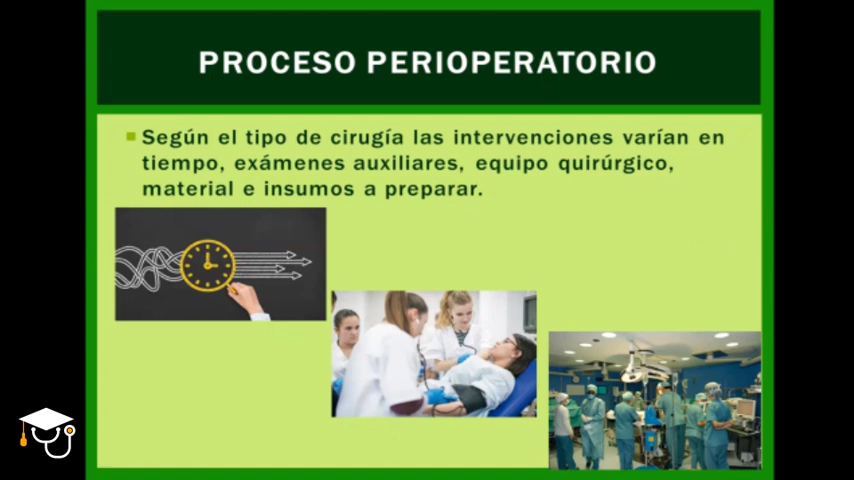 PROCESO PERIOPERATORIO
Según el tipo de cirugía las intervenciones varían en
tiempo, exámenes auxiliares, equipo quirúrgico,
material e insumos a preparar.